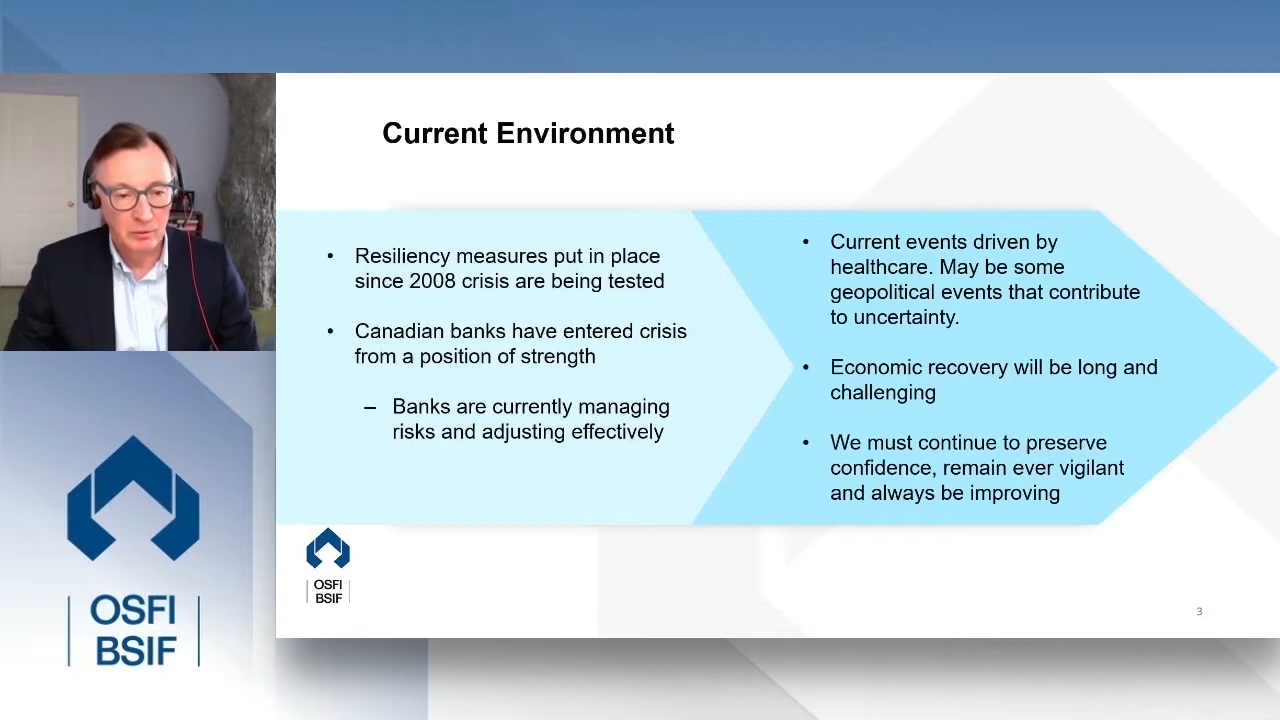 Current Environment
• Resiliency measures put in place
since 2008 crisis are being tested
• Canadian banks have entered crisis
from a position of strength
– Banks are currently managing
risks and adjusting effectively
• Current events driven by
healthcare. May be some
geopolitical events that contribute
to uncertainty.
• Economic recovery will be long and
challenging
• We must continue to preserve
confidence, remain ever vigilant
and always be improving
OSFI
BSIF
3
OSFI
BSIF